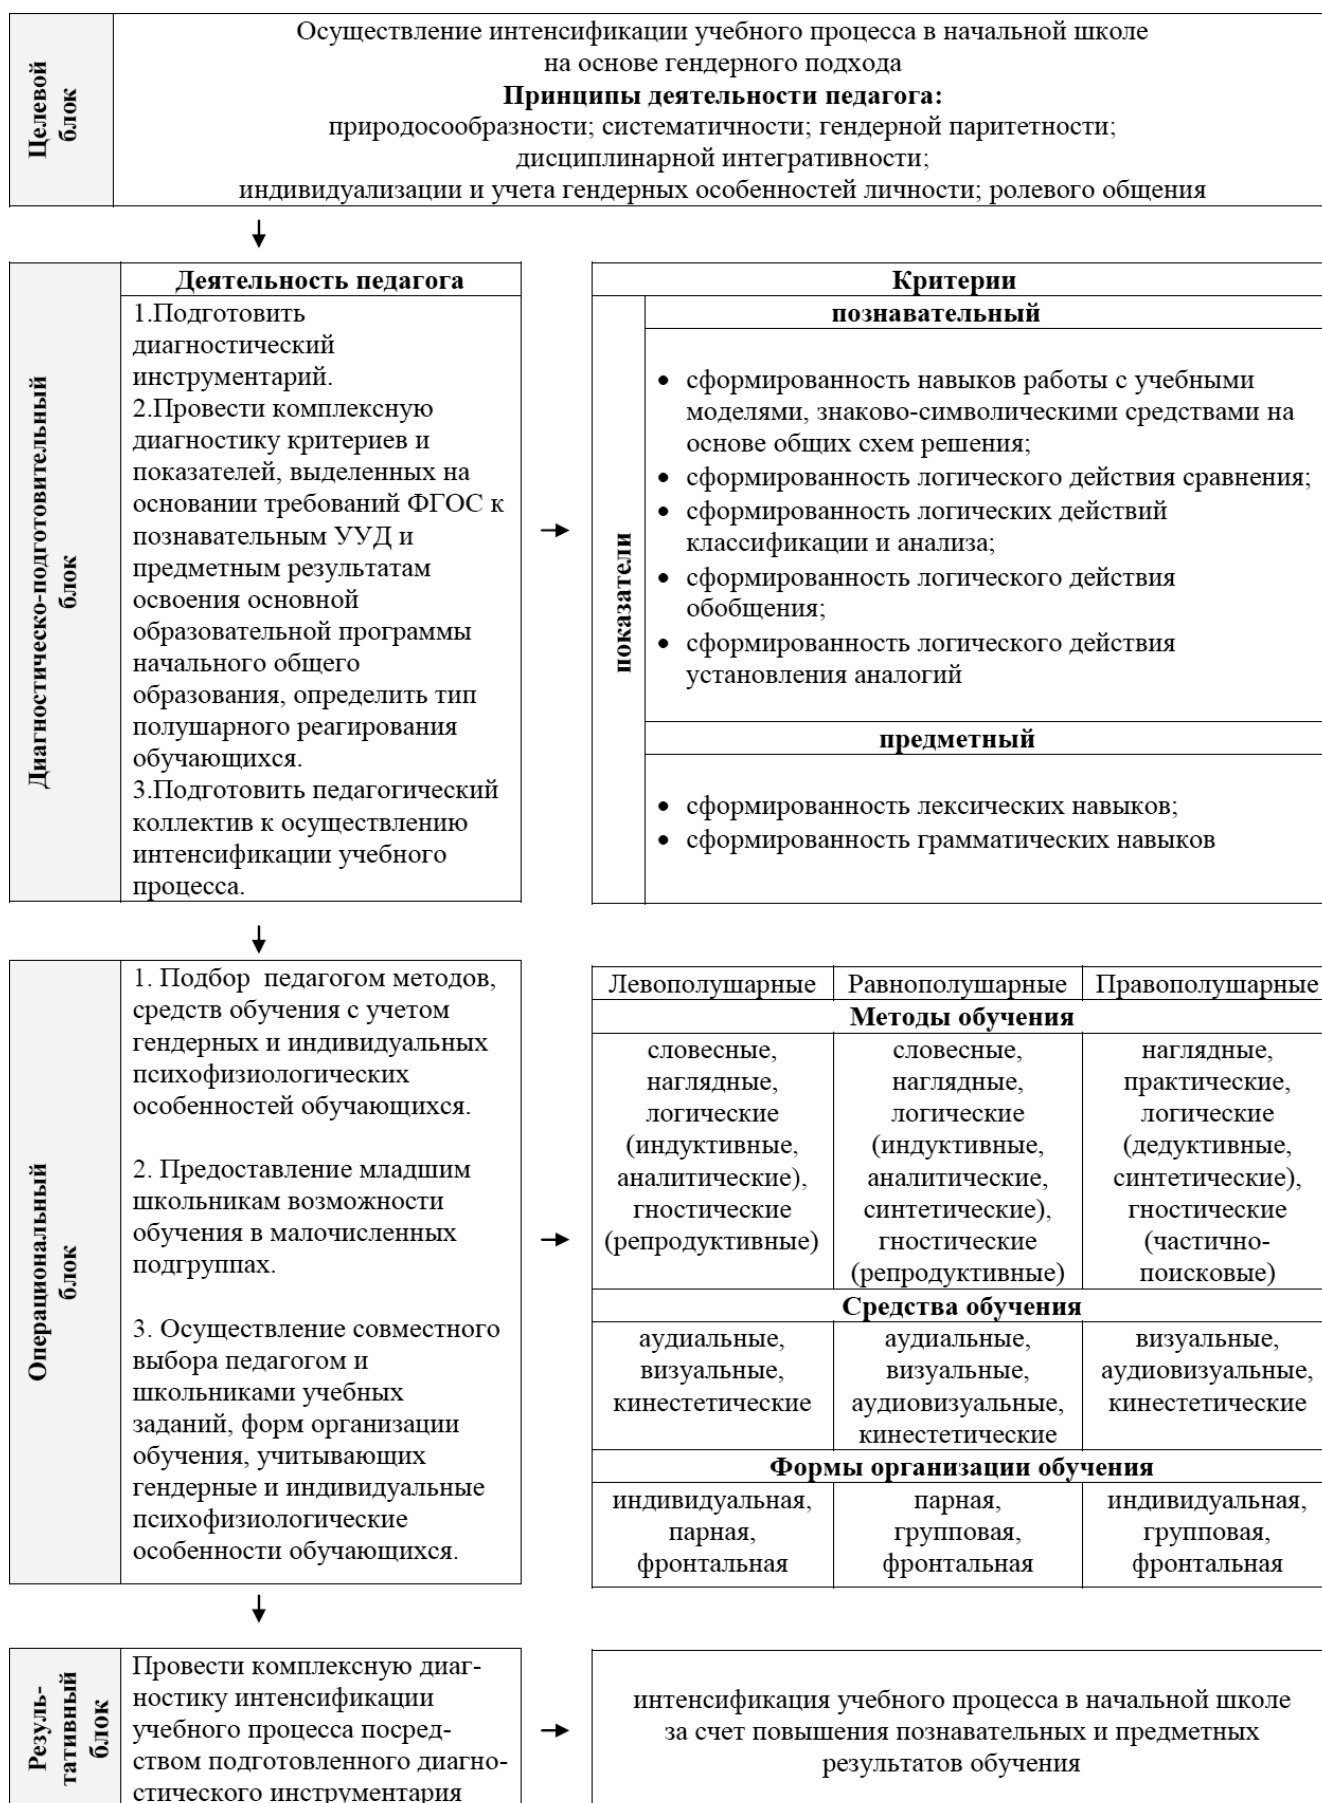 Целевой
блок
Осуществление интенсификации учебного процесса в начальной школе
на основе гендерного подхода
Принципы деятельности педагога:
природосообразности; систематичности; гендерной паритетности;
дисциплинарной интегративности;
индивидуализации и учета гендерных особенностей личности; ролевого общения
Диагностическо-подготовительный
блок
Деятельность педагога
1.Подготовить
диагностический
инструментарий.
2.Провести комплексную
диагностику критериев и
показателей, выделенных на
основании требований ФГОС к
познавательным УУД и
предметным результатам
освоения основной
образовательной программы
начального общего
образования, определить тип
полушарного реагирования
обучающихся.
3.Подготовить педагогический
коллектив к осуществлению
интенсификации учебного
процесса.
Критерии
показатели
познавательный
• сформированность навыков работы с учебными
моделями, знаково-символическими средствами на
основе общих схем решения;
• сформированность логического действия сравнения;
• сформированность логических действий
классификации и анализа;
• сформированность логического действия
обобщения;
• сформированность логического действия
установления аналогий
предметный
• сформированность лексических навыков;
• сформированность грамматических навыков
Операциональный
блок
1. Подбор педагогом методов,
средств обучения с учетом
гендерных и индивидуальных
психофизиологических
особенностей обучающихся.
2. Предоставление младшим
школьникам возможности
обучения в малочисленных
подгруппах.
3. Осуществление совместного
выбора педагогом и
школьниками учебных
заданий, форм организации
обучения, учитывающих
гендерные и индивидуальные
психофизиологические
особенности обучающихся.
Левополушарные Равнополушарные Правополушарные
Методы обучения
словесные,
наглядные,
логические
(индуктивные,
аналитические),
гностические
(репродуктивные)
словесные,
наглядные,
логические
(индуктивные,
аналитические,
синтетические),
гностические
(репродуктивные)
наглядные,
практические,
логические
(дедуктивные,
синтетические),
гностические
(частично-
поисковые)
Средства обучения
аудиальные,
визуальные,
кинестетические
аудиальные,
визуальные,
аудиовизуальные,
кинестетические
визуальные,
аудиовизуальные,
кинестетические
Формы организации обучения
индивидуальная,
парная,
фронтальная
парная,
групповая,
фронтальная
индивидуальная,
групповая,
фронтальная
Резуль-
тативный
блок
Провести комплексную диаг-
ностику интенсификации
учебного процесса посред-
ством подготовленного диагно-
стического инструментария
интенсификация учебного процесса в начальной школе
за счет повышения познавательных и предметных
результатов обучения